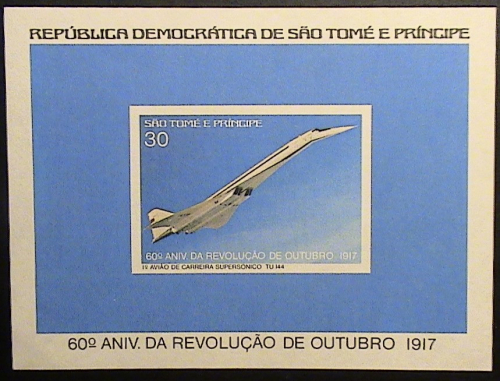 REPÚBLICA DEMOCRÁTICA DE SÃO TOMÉ E PRÍNCIPE
SÃO TOMÉ E PRÍNCIPE
30
60º ANIV. DA REVOLUÇÃO DE OUTUBRO 1917
IV AVIÃO DE CARREIRA SUPERSÓNICO TU 144
60º ANIV. DA REVOLUÇÃO DE OUTUBRO 1917